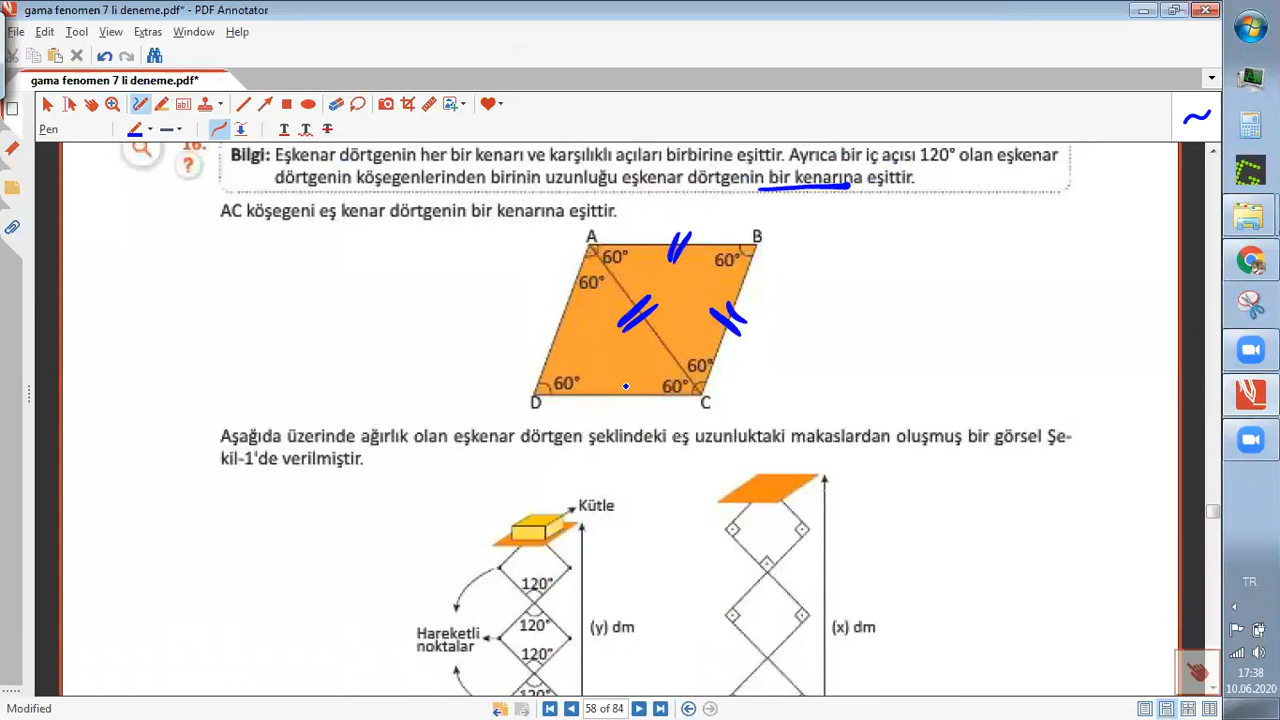 gama fenomen 7 li deneme.pdf* - PDF Annotator
File Edit Tool View Extras Window Help
gama fenomen 7 li deneme.pdf*
Pen
16.
Bilgi: Eşkenar dörtgenin her bir kenarı ve karşılıklı açıları birbirine eşittir. Ayrıca bir iç açısı 120° olan eşkenar
dörtgenin köşegenlerinden birinin uzunluğu eşkenar dörtgenin bir kenarına eşittir.
AC köşegeni eş kenar dörtgenin bir kenarına eşittir.
A B
60° 60°
60°
60°
60° 60°
D C
Aşağıda üzerinde ağırlık olan eşkenar dörtgen şeklindeki eş uzunluktaki makaslardan oluşmuş bir görsel Şe-
kil-1'de verilmiştir.
Kütle
120°
120°
Hareketli
noktalar
(y) dm
(x) dm
120°
120°
TR
17:38
10.06.2020
Modified
58 of 84